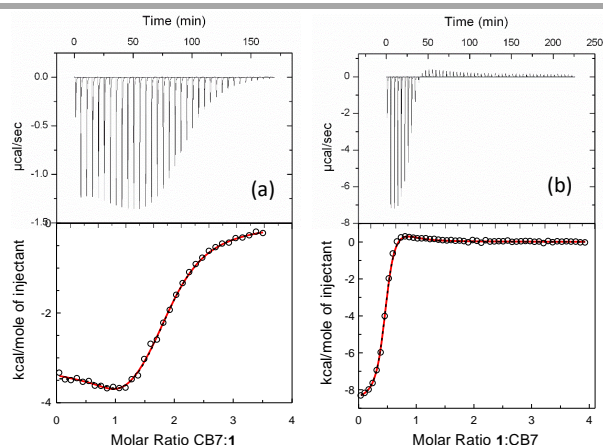 Time (min)
0 50 100 150
0.0
-0.5
-1.0
-1.5
µcal/sec
(a)
0
-2
-4
kcal/mole of injectant
0 1 2 3 4
Molar Ratio CB7:1
Time (min)
0 50 100 150 200
0
-2
-4
-6
-8
µcal/sec
(b)
0
-2
-4
-6
-8
kcal/mole of injectant
0 1 2 3 4
Molar Ratio 1:CB7